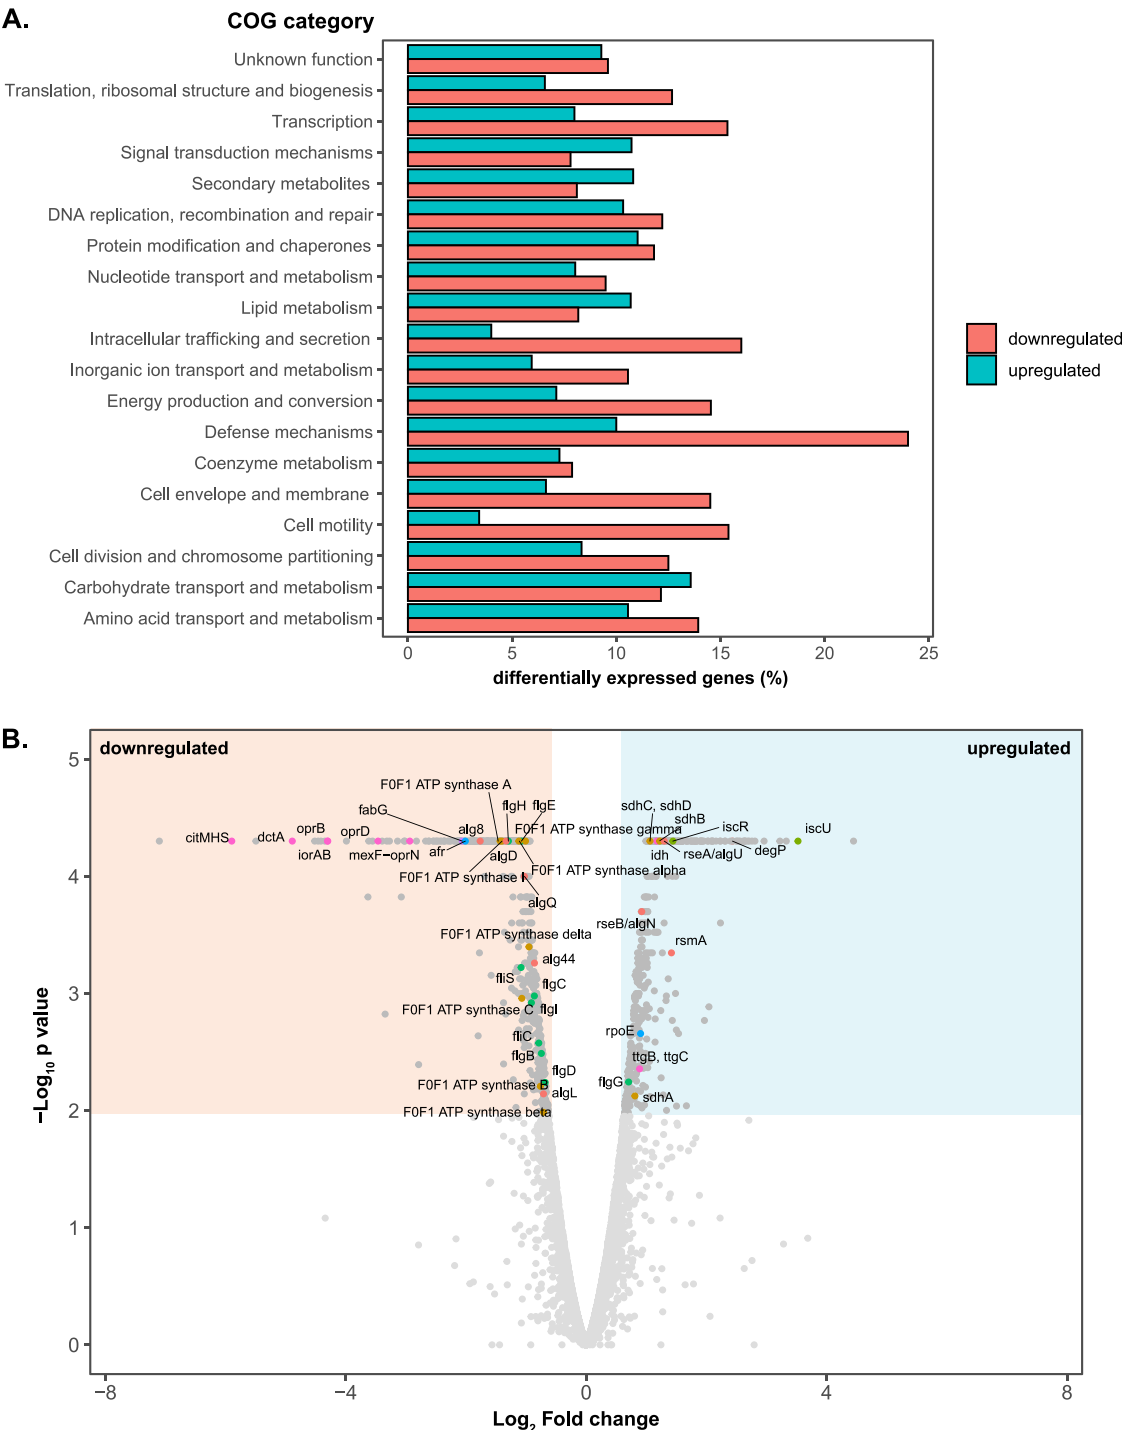 A.
COG category
Unknown function
Translation, ribosomal structure and biogenesis
Transcription
Signal transduction mechanisms
Secondary metabolites
DNA replication, recombination and repair
Protein modification and chaperones
Nucleotide transport and metabolism
Lipid metabolism
Intracellular trafficking and secretion
Inorganic ion transport and metabolism
Energy production and conversion
Defense mechanisms
Coenzyme metabolism
Cell envelope and membrane
Cell motility
Cell division and chromosome partitioning
Carbohydrate transport and metabolism
Amino acid transport and metabolism
0 5 10 15 20 25
differentially expressed genes (%)
downregulated
upregulated
B.
downregulated
upregulated
F0F1 ATP synthase A
fabG
flgH
flgE
sdhC, sdhD
sdhB
citMHS
dctA
oprB
iorAB
oprD
mexF−oprN
afr
alg8
algD
F0F1 ATP synthase gamma
iscR
iscU
idh
rseA/algU
degP
F0F1 ATP synthase I
F0F1 ATP synthase alpha
algQ
rseB/algN
F0F1 ATP synthase delta
rsmA
alg44
fliS
flgC
F0F1 ATP synthase C
flgI
rpoE
fliC
flgB
ttgB, ttgC
flgD
flgG
F0F1 ATP synthase B
algL
sdhA
F0F1 ATP synthase beta
5
4
3
2
1
0
−Log10 p value
−8 −4 0 4 8
Log2 Fold change